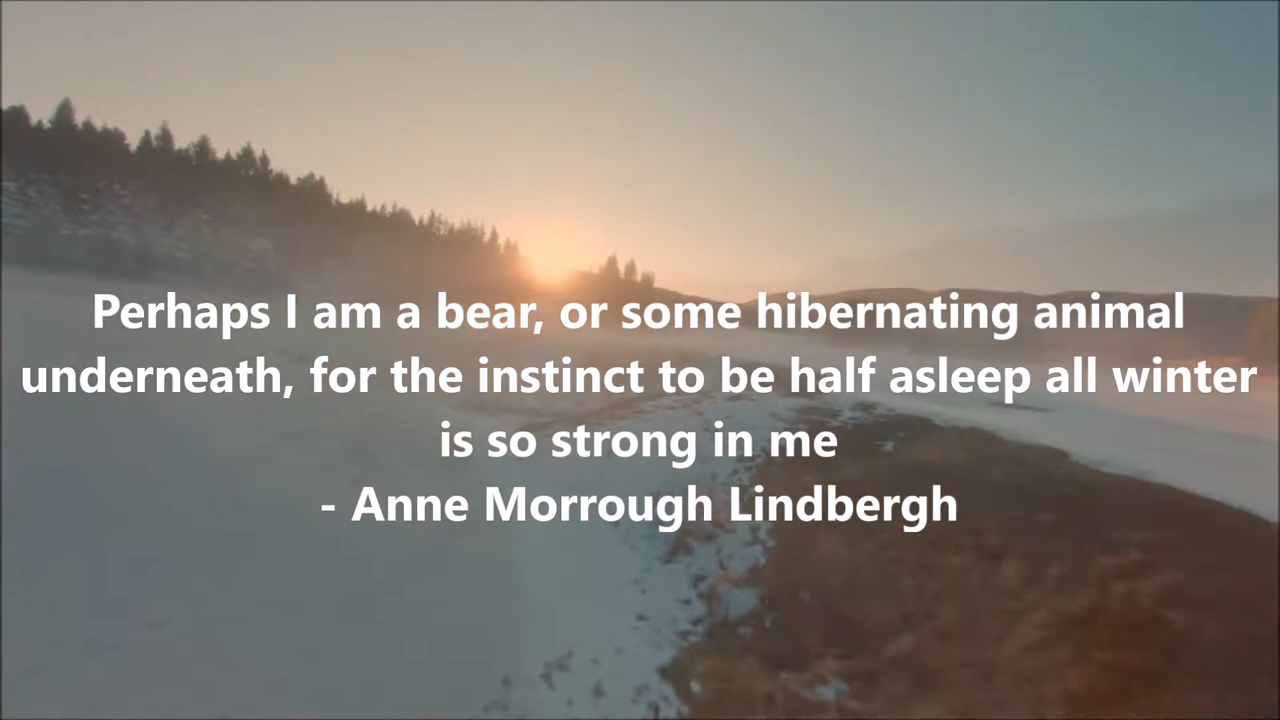 Perhaps I am a bear, or some hibernating animal
underneath, for the instinct to be half asleep all winter
is so strong in me
- Anne Morrough Lindbergh